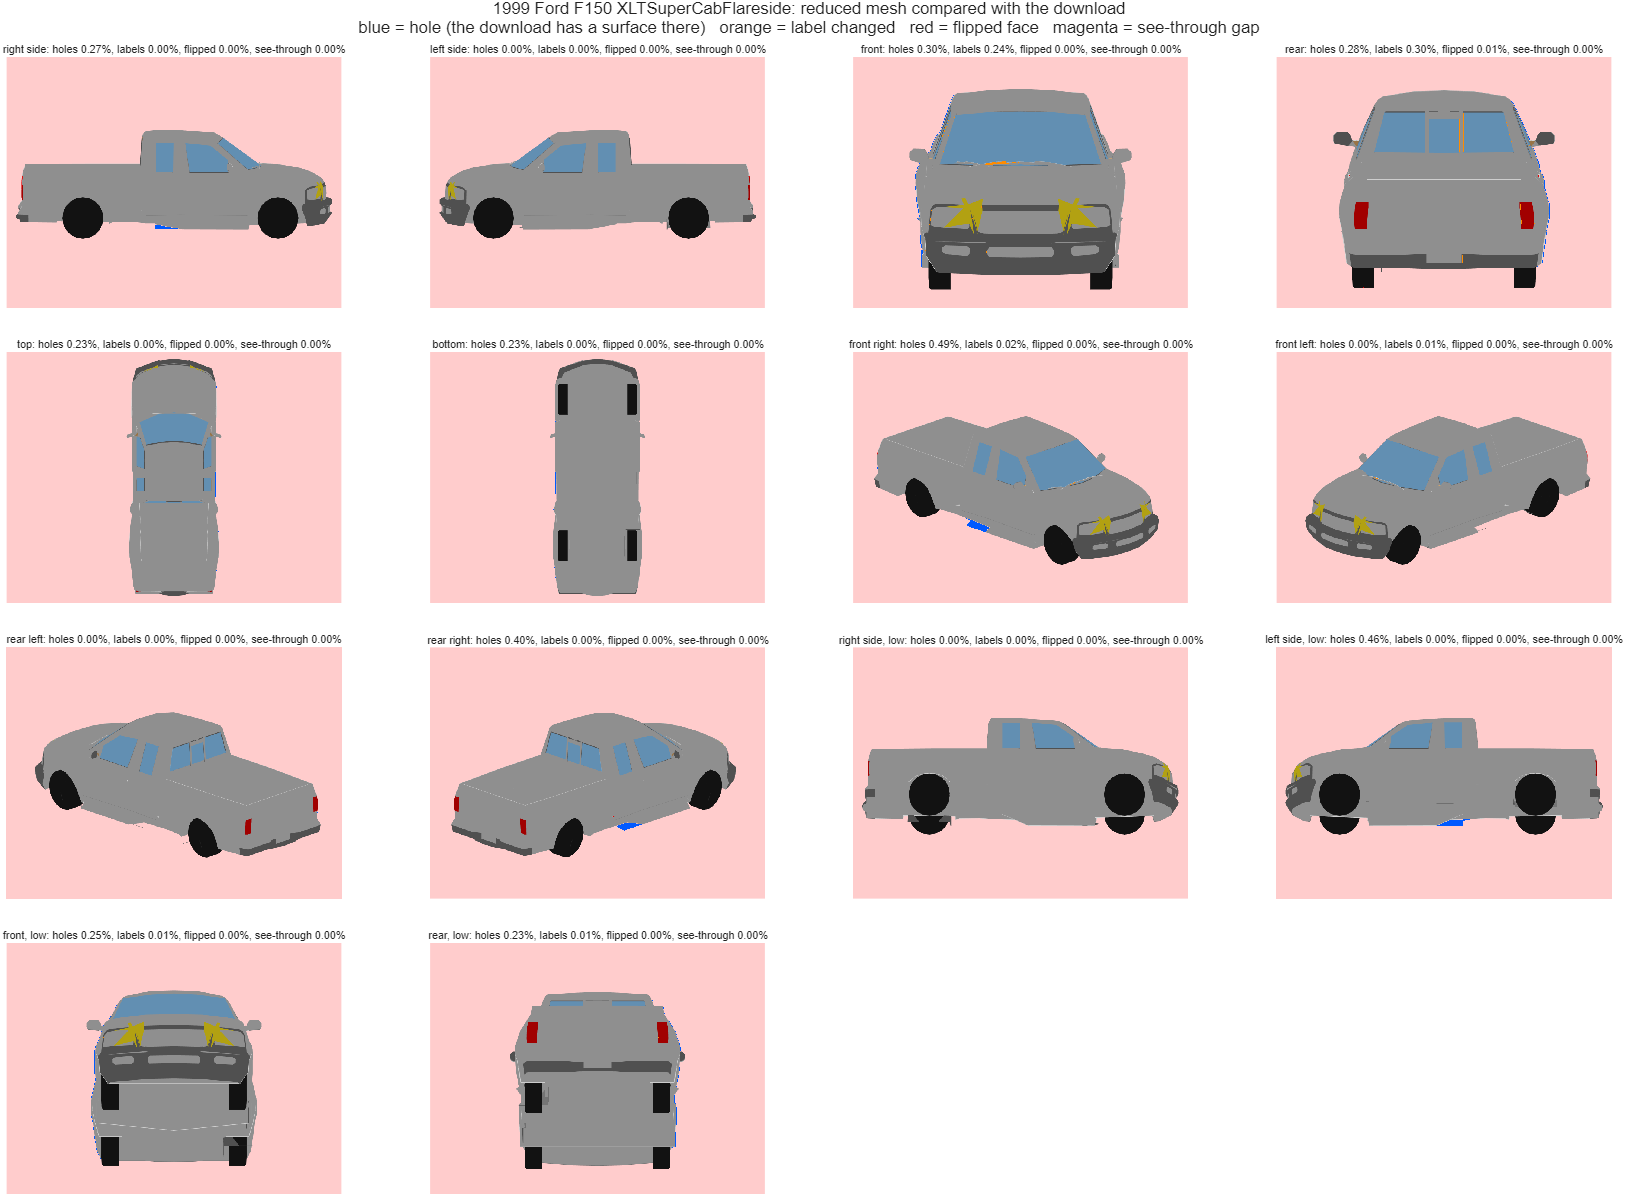 1999 Ford F150 XLTSuperCabFlareside: reduced mesh compared with the download
blue = hole (the download has a surface there)   orange = label changed   red = flipped face   magenta = see-through gap
right side: holes 0.27%, labels 0.00%, flipped 0.00%, see-through 0.00%
left side: holes 0.00%, labels 0.00%, flipped 0.00%, see-through 0.00%
front: holes 0.30%, labels 0.24%, flipped 0.00%, see-through 0.00%
rear: holes 0.28%, labels 0.30%, flipped 0.01%, see-through 0.00%
top: holes 0.23%, labels 0.00%, flipped 0.00%, see-through 0.00%
bottom: holes 0.23%, labels 0.00%, flipped 0.00%, see-through 0.00%
front right: holes 0.49%, labels 0.02%, flipped 0.00%, see-through 0.00%
front left: holes 0.00%, labels 0.01%, flipped 0.00%, see-through 0.00%
rear left: holes 0.00%, labels 0.00%, flipped 0.00%, see-through 0.00%
rear right: holes 0.40%, labels 0.00%, flipped 0.00%, see-through 0.00%
right side, low: holes 0.00%, labels 0.00%, flipped 0.00%, see-through 0.00%
left side, low: holes 0.46%, labels 0.00%, flipped 0.00%, see-through 0.00%
front, low: holes 0.25%, labels 0.01%, flipped 0.00%, see-through 0.00%
rear, low: holes 0.23%, labels 0.01%, flipped 0.00%, see-through 0.00%